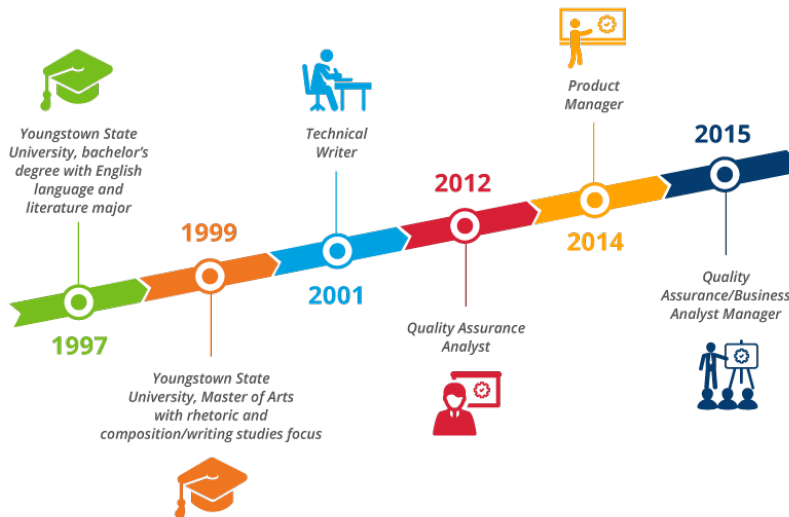 Youngstown State
University, bachelor's
degree with English
language and
literature major
1997
1999
Youngstown State
University, Master of Arts
with rhetoric and
composition/writing studies focus
Technical
Writer
2001
2012
Quality Assurance
Analyst
Product
Manager
2014
2015
Quality
Assurance/Business
Analyst Manager